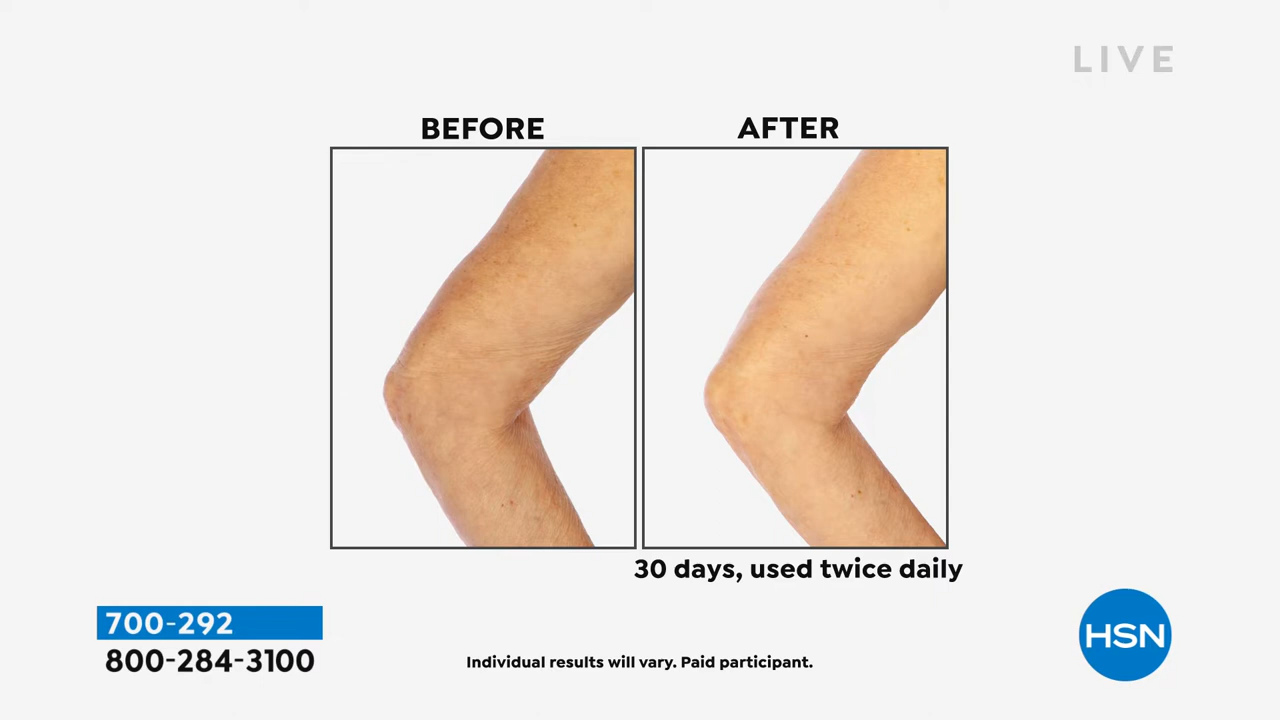 LIVE
BEFORE
AFTER
30 days, used twice daily
700-292
800-284-3100
Individual results will vary. Paid participant.
HSN